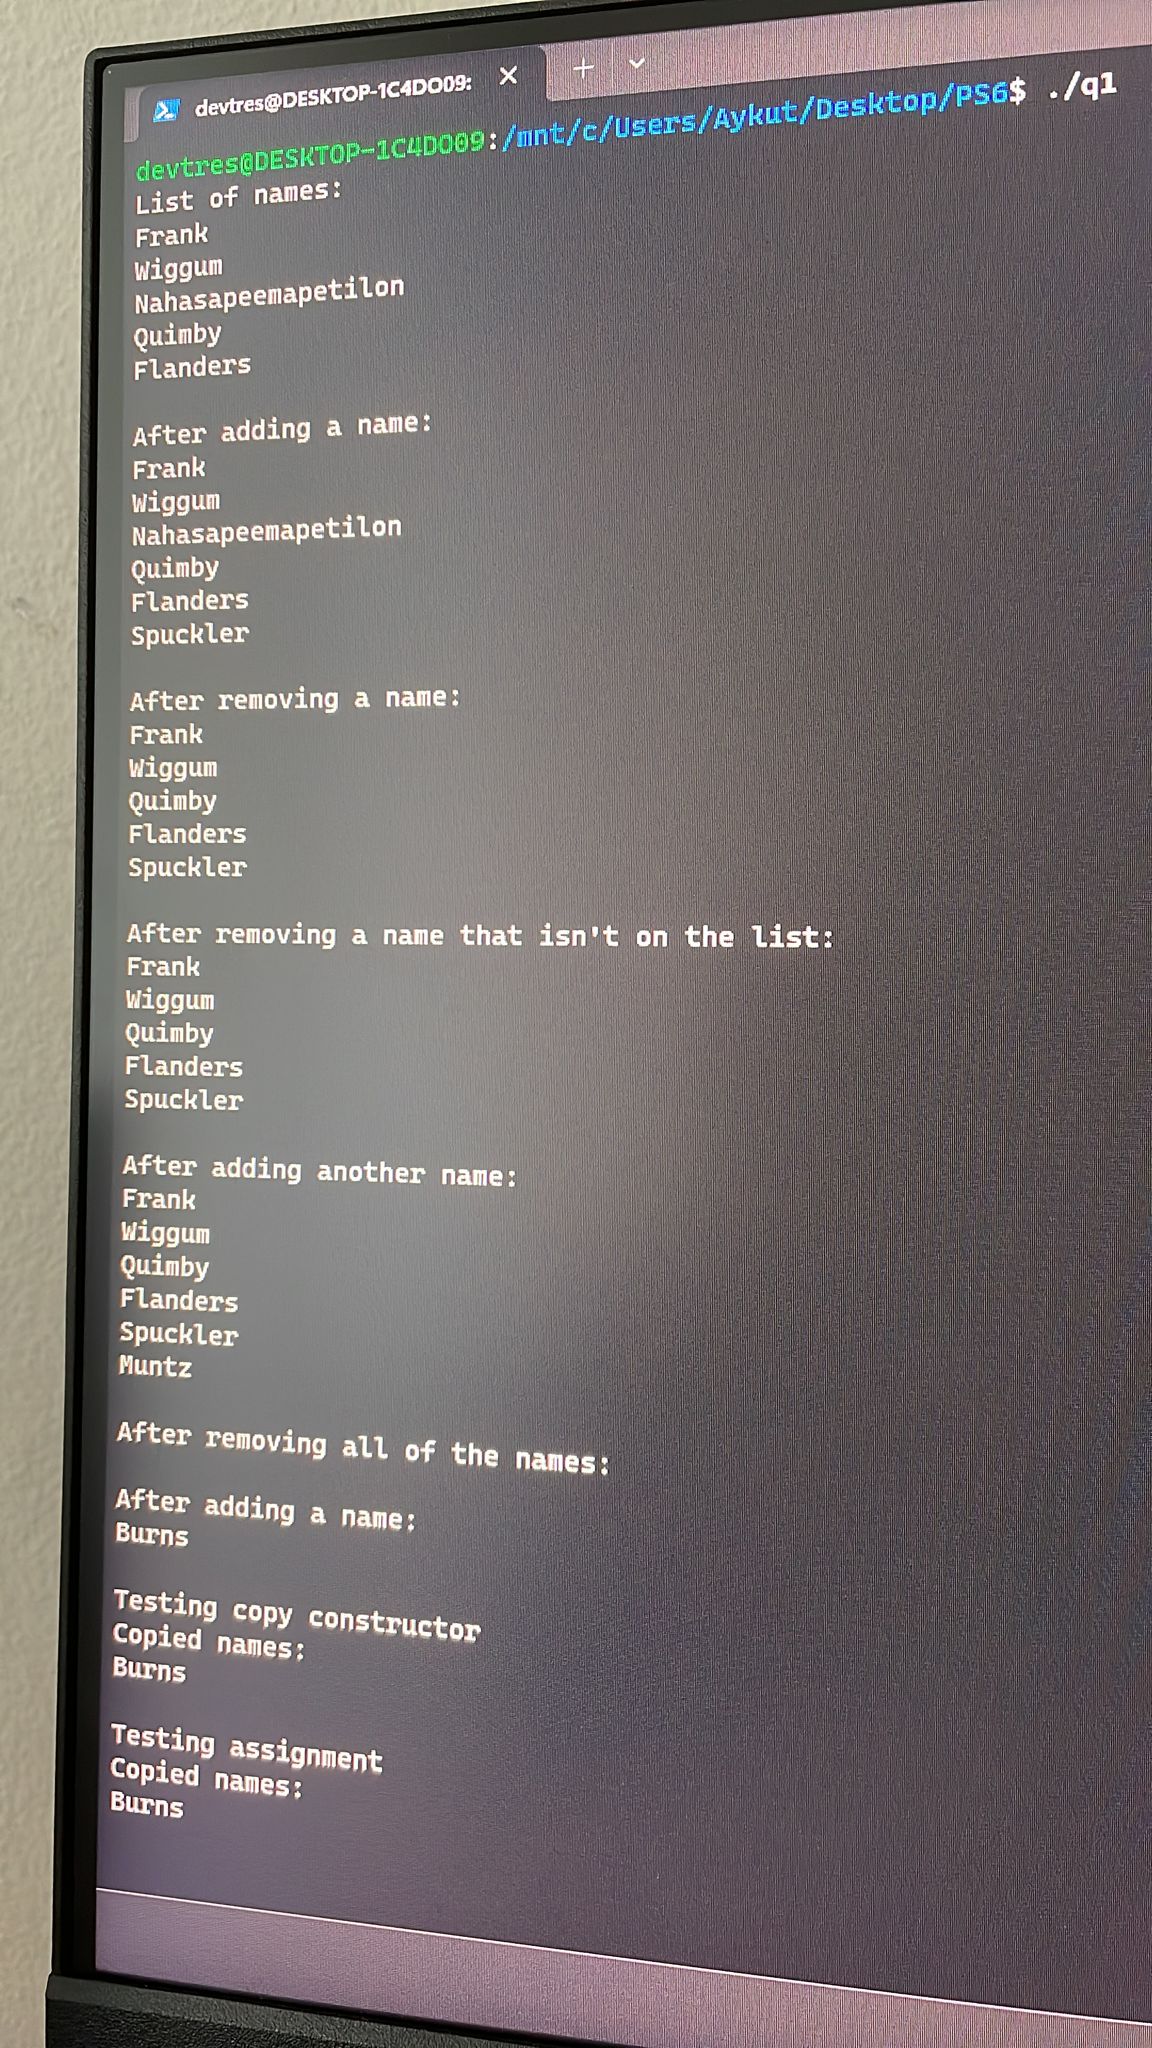 devtres@DESKTOP-1C4DO09:
devtres@DESKTOP-1C4DO09:/mnt/c/Users/Aykut/Desktop/PS6$ ./q1
List of names:
Frank
Wiggum
Nahasapeemapetilon
Quimby
Flanders

After adding a name:
Frank
Wiggum
Nahasapeemapetilon
Quimby
Flanders
Spuckler

After removing a name:
Frank
Wiggum
Quimby
Flanders
Spuckler

After removing a name that isn't on the list:
Frank
Wiggum
Quimby
Flanders
Spuckler

After adding another name:
Frank
Wiggum
Quimby
Flanders
Spuckler
Muntz

After removing all of the names:

After adding a name:
Burns

Testing copy constructor
Copied names:
Burns

Testing assignment
Copied names:
Burns